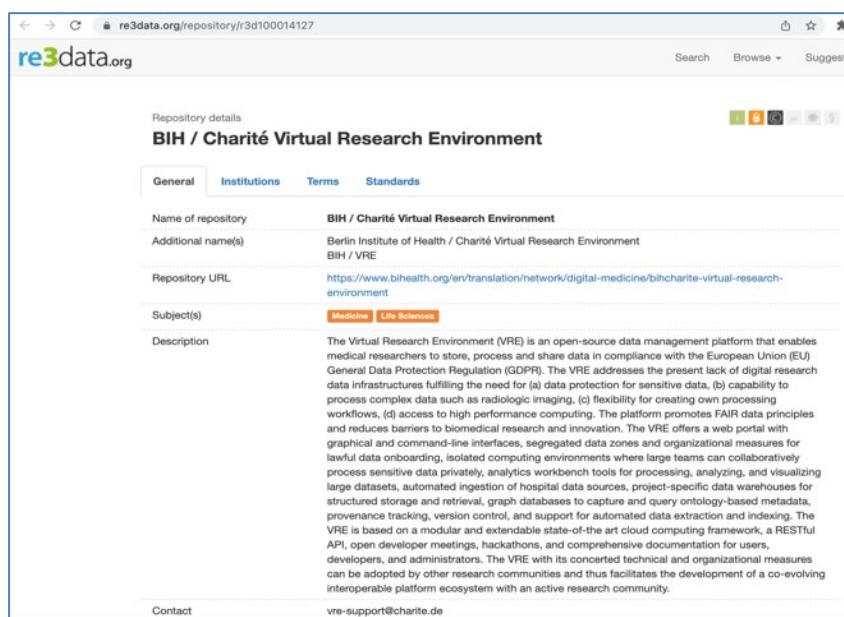 re3data.org/repository/r3d100014127
re3data.org
Search Browse Suggest
Repository details
BIH / Charité Virtual Research Environment
General Institutions Terms Standards
Name of repository BIH / Charité Virtual Research Environment
Additional name(s) Berlin Institute of Health / Charité Virtual Research Environment
BIH / VRE
Repository URL https://www.bihealth.org/en/translation/network/digital-medicine/bihcharite-virtual-research-
environment
Subject(s) Medicine Life Sciences
Description The Virtual Research Environment (VRE) is an open-source data management platform that enables
medical researchers to store, process and share data in compliance with the European Union (EU)
General Data Protection Regulation (GDPR). The VRE addresses the present lack of digital research
data infrastructures fulfilling the need for (a) data protection for sensitive data, (b) capability to
process complex data such as radiologic imaging, (c) flexibility for creating own processing
workflows, (d) access to high performance computing. The platform promotes FAIR data principles
and reduces barriers to biomedical research and innovation. The VRE offers a web portal with
graphical and command-line interfaces, segregated data zones and organizational measures for
lawful data onboarding, isolated computing environments where large teams can collaboratively
process sensitive data privately, analytics workbench tools for processing, analyzing, and visualizing
large datasets, automated ingestion of hospital data sources, project-specific data warehouses for
structured storage and retrieval, graph databases to capture and query ontology-based metadata,
provenance tracking, version control, and support for automated data extraction and indexing. The
VRE is based on a modular and extendable state-of-the art cloud computing framework, a RESTful
API, open developer meetings, hackathons, and comprehensive documentation for users,
developers, and administrators. The VRE with its concerted technical and organizational measures
can be adopted by other research communities and thus facilitates the development of a co-evolving
interoperable platform ecosystem with an active research community.
Contact vre-support@charite.de